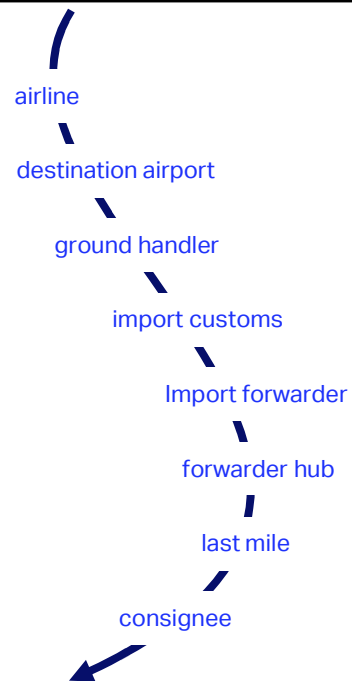 airline
destination airport
ground handler
import customs
Import forwarder
forwarder hub
last mile
consignee